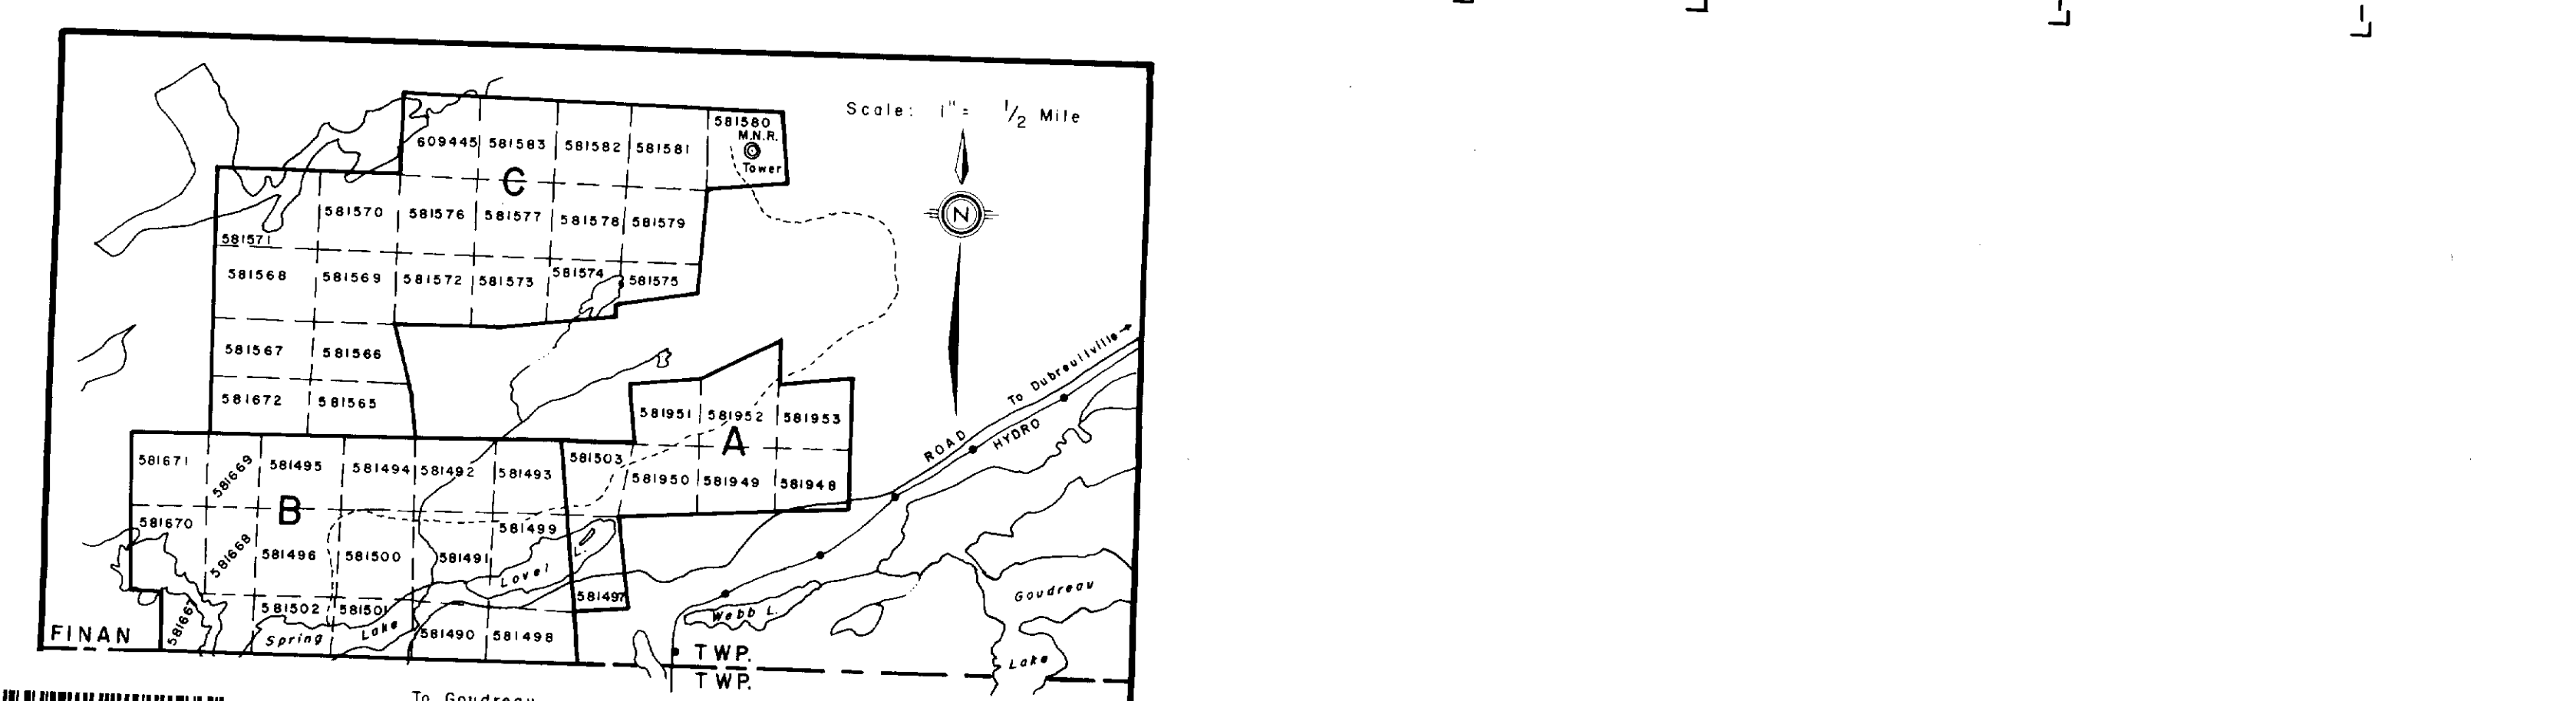 Scale: 1" = 1/2 Mile
581580
M.N.R.
Tower
609445 581583 581582 581581
C
581570 581576 581577 581578 581579
581571
581568 581569 581572 581573 581574 581575
N
581567 581566
581672 581565
To Dubreuilville
ROAD
HYDRO
581951 581952 581953
A
581503
581950 581949 581948
581671 581669 581495 581494 581492 581493
B
581670 581668 581496 581500 581491 581499
Lovel L.
581497
581667 581502 581501
Spring Lake
581490 581498
Webb L.
Goudreau Lake
FINAN TWP.
TWP.
To Goudreau